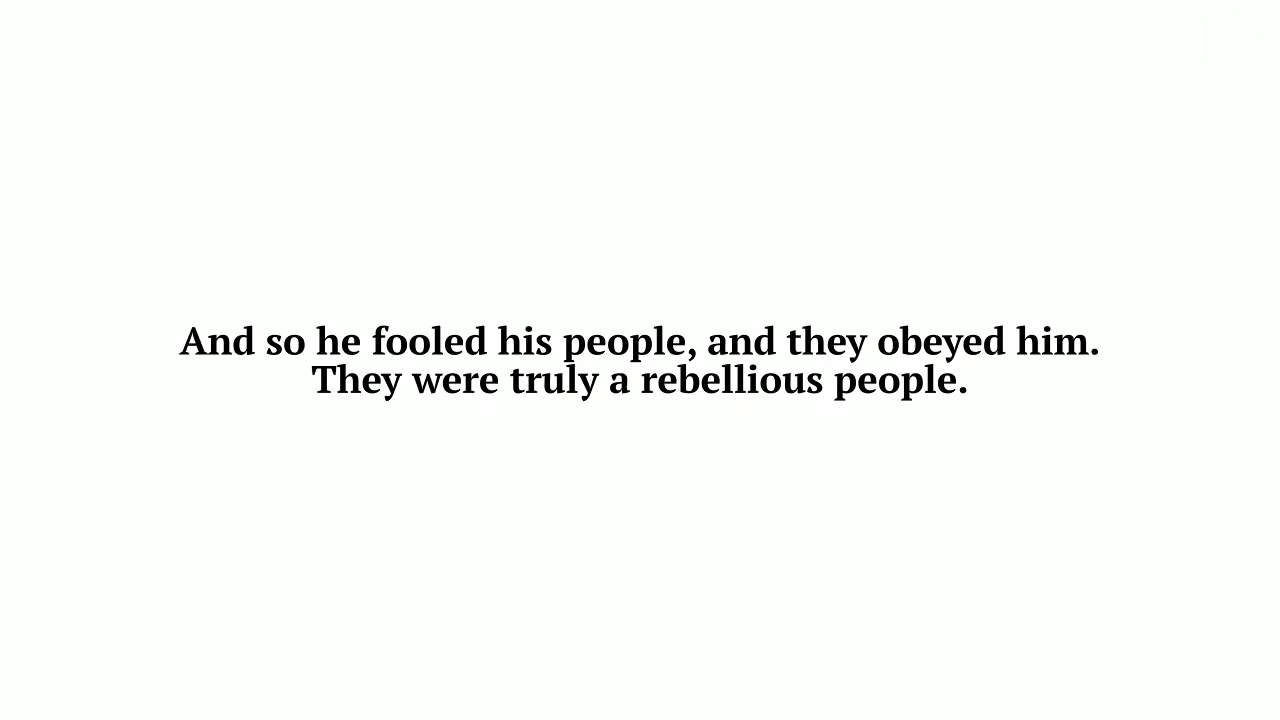 And so he fooled his people, and they obeyed him.
They were truly a rebellious people.